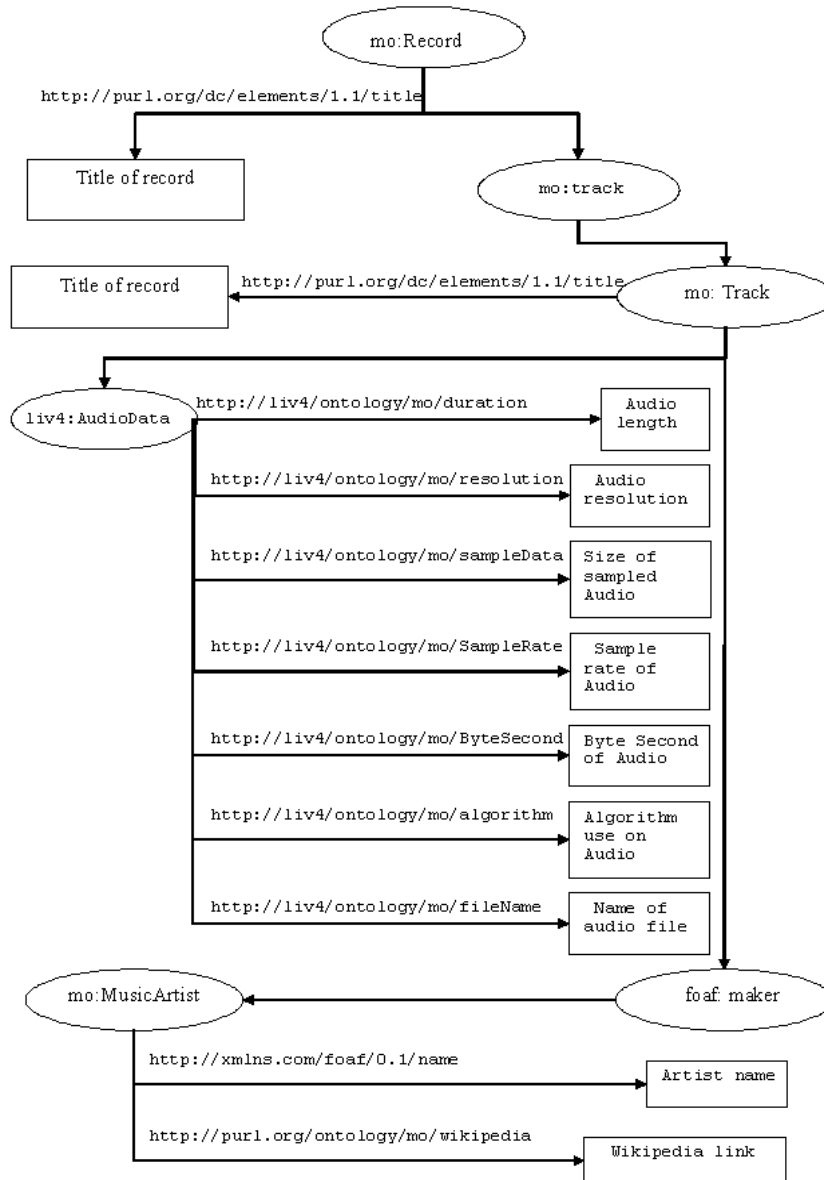 mo:Record
http://purl.org/dc/elements/1.1/title
Title of record
mo:track
Title of record
http://purl.org/dc/elements/1.1/title
mo: Track
liv4:AudioData
http://liv4/ontology/mo/duration
Audio
length
http://liv4/ontology/mo/resolution
Audio
resolution
http://liv4/ontology/mo/sampleData
Size of
sampled
Audio
http://liv4/ontology/mo/SampleRate
Sample
rate of
Audio
http://liv4/ontology/mo/ByteSecond
Byte Second
of Audio
http://liv4/ontology/mo/algorithm
Algorithm
use on
Audio
http://liv4/ontology/mo/fileName
Name of
audio file
mo:MusicArtist
foaf: maker
http://xmlns.com/foaf/0.1/name
Artist name
http://purl.org/ontology/mo/wikipedia
Wikipedia link